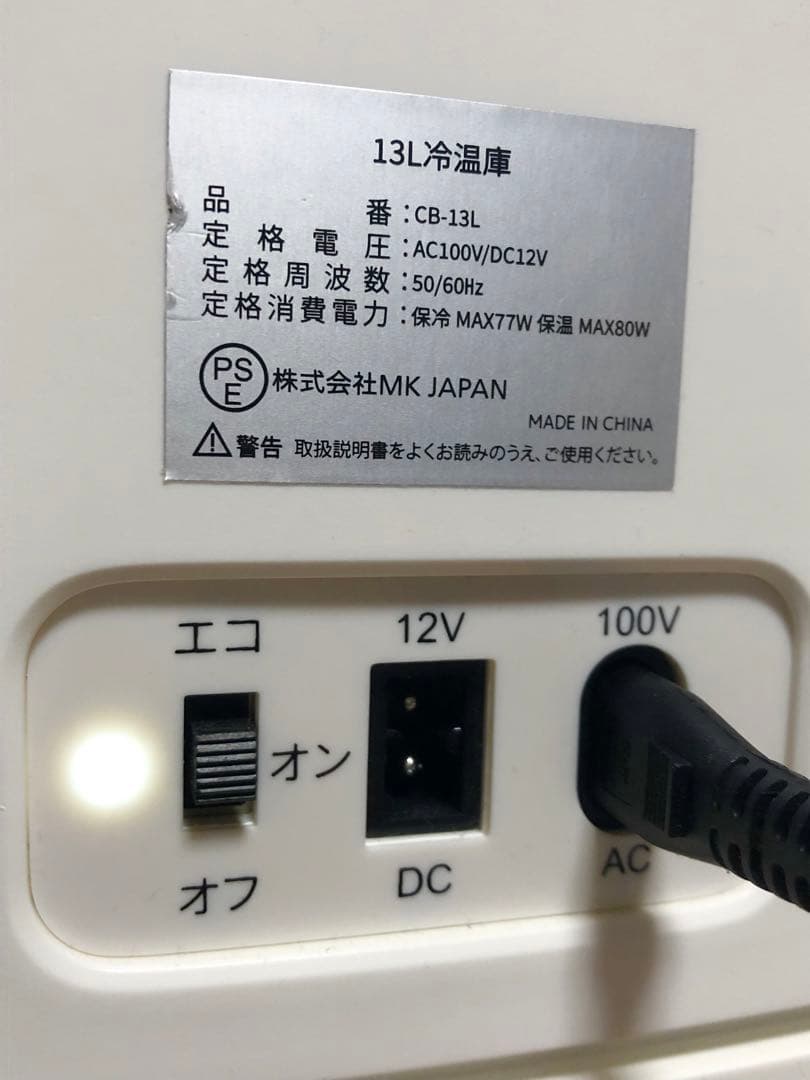 13L冷温庫
品番：CB-13L
定格電圧：AC100V/DC12V
定格周波数：50/60Hz
定格消費電力：保冷 MAX77W 保温 MAX80W
PSE 株式会社MK JAPAN
MADE IN CHINA
警告 取扱説明書をよくお読みのうえ、ご使用ください。
エコ 12V 100V
オン
オフ DC AC